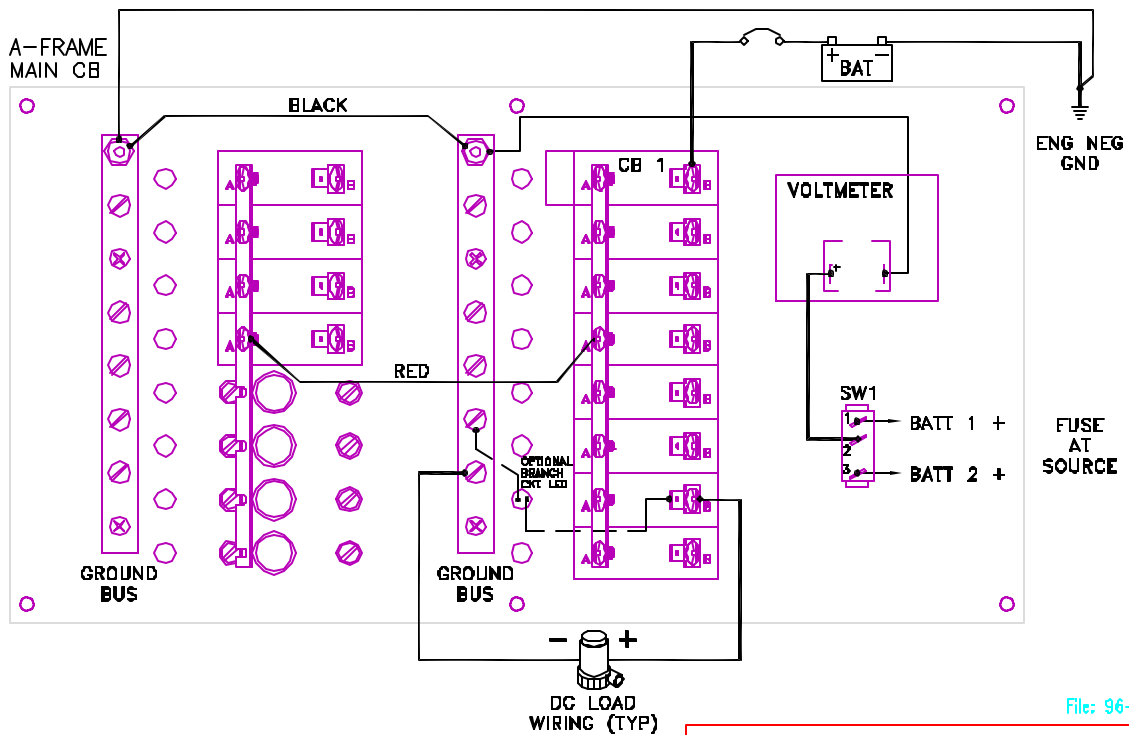 A-FRAME
MAIN CB
BLACK
+ -
BAT
ENG NEG
GND
CB 1
VOLTMETER
+
A B A B
A B A B
A B A B
A B A B
RED
SW1
1
2
3
BATT 1 +
BATT 2 +
FUSE
AT
SOURCE
A B
A B
OPTIONAL
BRANCH
CKT LED
A B
A B
GROUND
BUS
GROUND
BUS
- +
DC LOAD
WIRING (TYP)
File: 96-